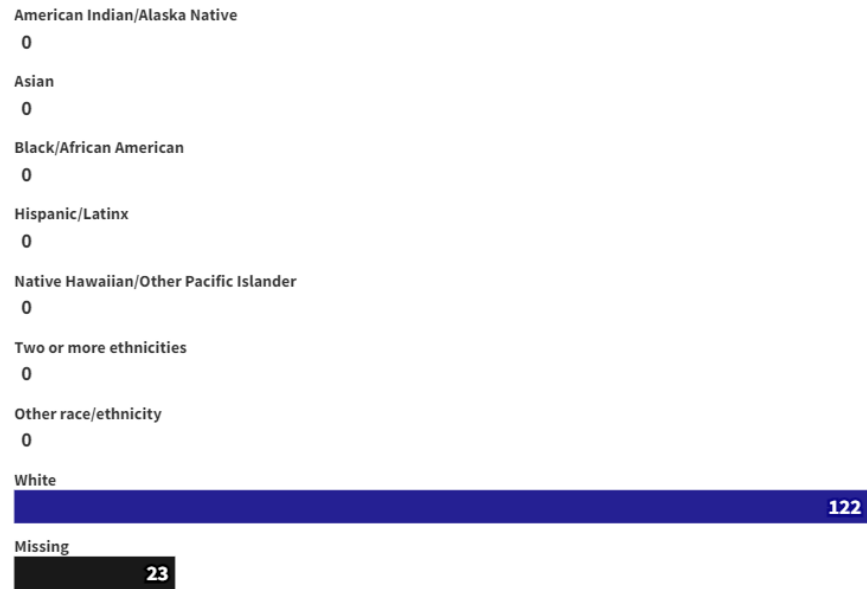 American Indian/Alaska Native
0
Asian
0
Black/African American
0
Hispanic/Latinx
0
Native Hawaiian/Other Pacific Islander
0
Two or more ethnicities
0
Other race/ethnicity
0
White
122
Missing
23